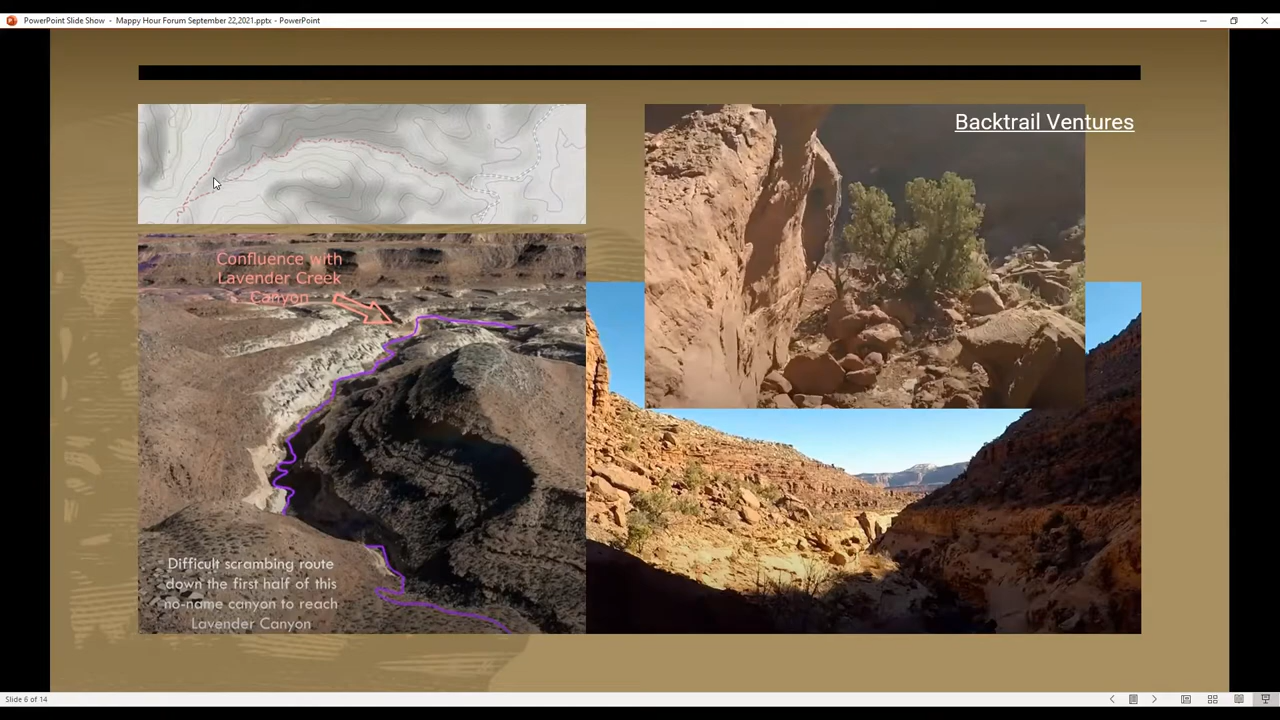 PowerPoint Slide Show - Mappy Hour Forum September 22,2021.pptx - PowerPoint
Backtrail Ventures
Confluence with
Lavender Creek
Canyon
Difficult scrambing route
down the first half of this
no-name canyon to reach
Lavender Canyon
Slide 6 of 14